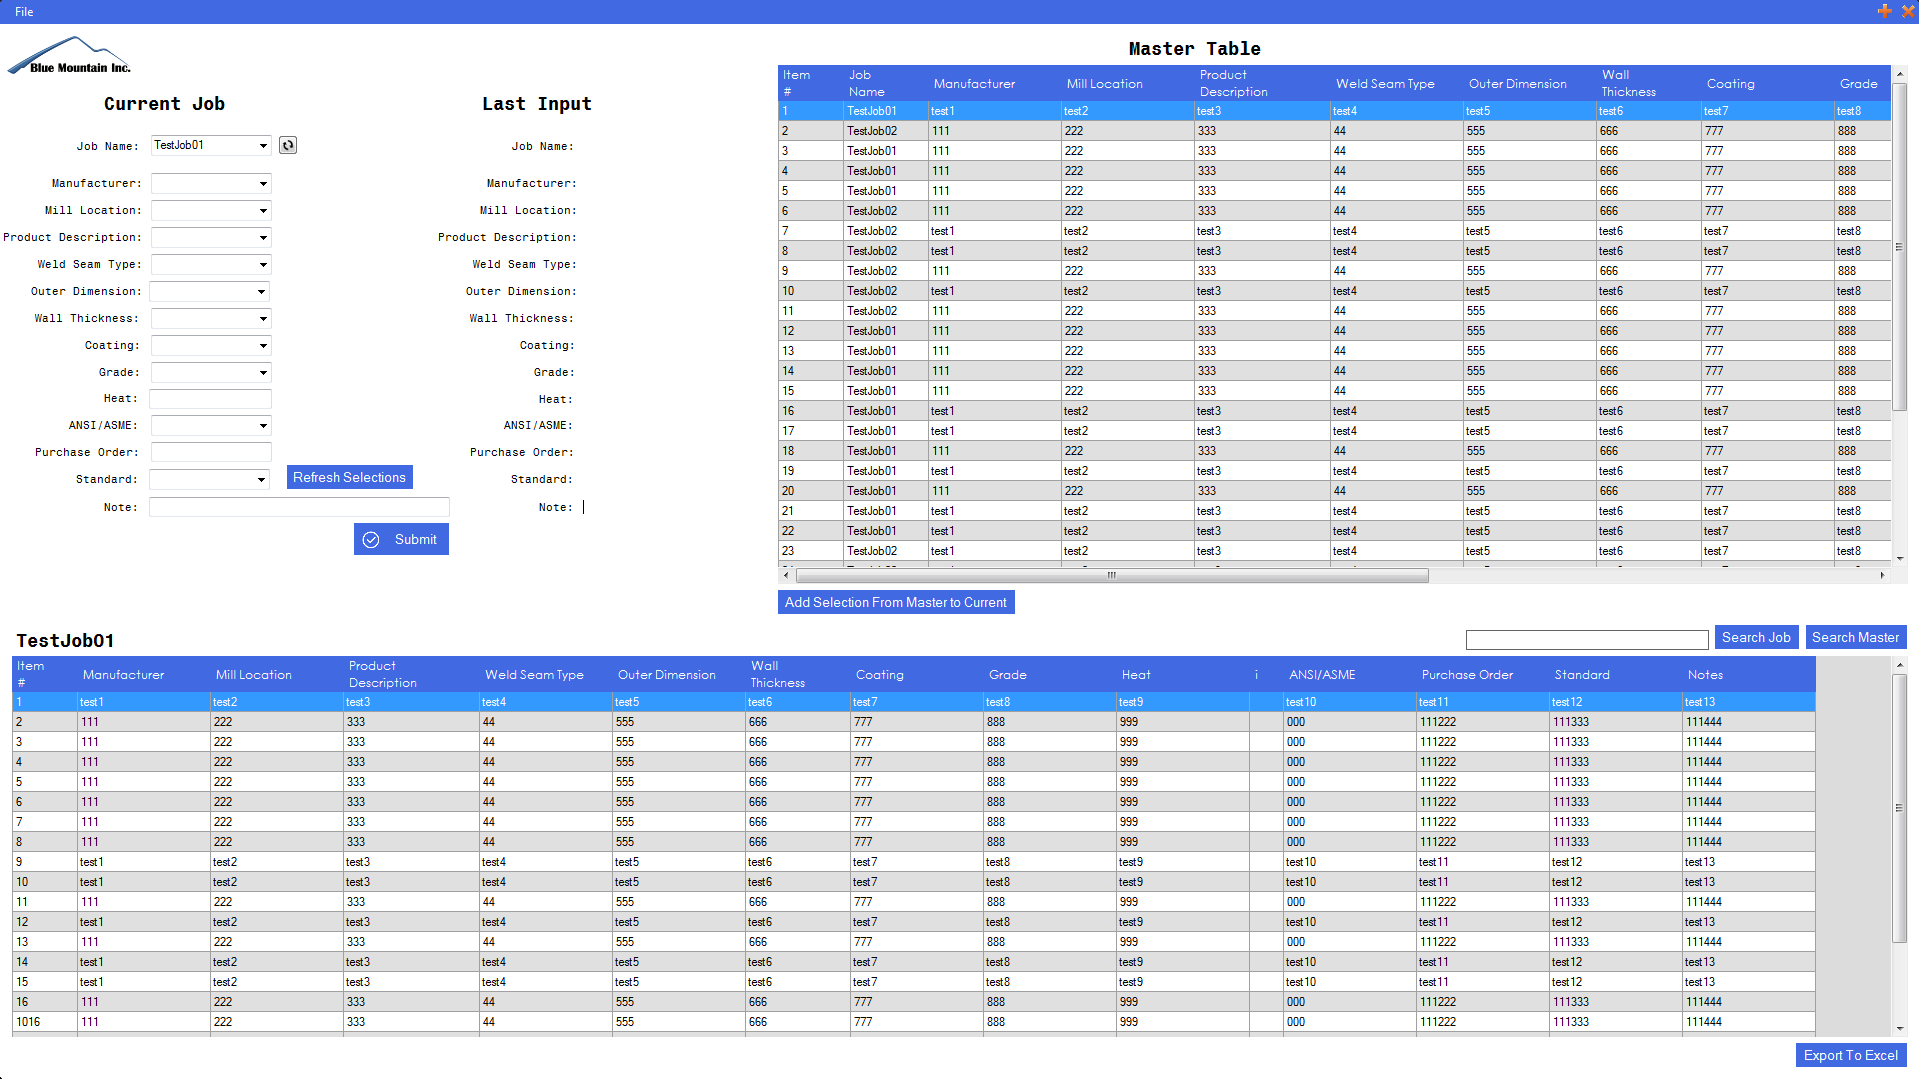 File
Blue Mountain Inc.
Current Job
Job Name: TestJob01
Manufacturer:
Mill Location:
Product Description:
Weld Seam Type:
Outer Dimension:
Wall Thickness:
Coating:
Grade:
Heat:
ANSI/ASME:
Purchase Order:
Standard: Refresh Selections
Note:
Submit
Last Input
Job Name:
Manufacturer:
Mill Location:
Product Description:
Weld Seam Type:
Outer Dimension:
Wall Thickness:
Coating:
Grade:
Heat:
ANSI/ASME:
Purchase Order:
Standard:
Note:
Master Table
Item # Job Name Manufacturer Mill Location Product Description Weld Seam Type Outer Dimension Wall Thickness Coating Grade
1 TestJob01 test1 test2 test3 test4 test5 test6 test7 test8
2 TestJob02 111 222 333 44 555 666 777 888
3 TestJob01 111 222 333 44 555 666 777 888
4 TestJob01 111 222 333 44 555 666 777 888
5 TestJob01 111 222 333 44 555 666 777 888
6 TestJob02 111 222 333 44 555 666 777 888
7 TestJob02 test1 test2 test3 test4 test5 test6 test7 test8
8 TestJob02 test1 test2 test3 test4 test5 test6 test7 test8
9 TestJob02 111 222 333 44 555 666 777 888
10 TestJob02 test1 test2 test3 test4 test5 test6 test7 test8
11 TestJob02 111 222 333 44 555 666 777 888
12 TestJob01 111 222 333 44 555 666 777 888
13 TestJob01 111 222 333 44 555 666 777 888
14 TestJob01 111 222 333 44 555 666 777 888
15 TestJob01 111 222 333 44 555 666 777 888
16 TestJob01 test1 test2 test3 test4 test5 test6 test7 test8
17 TestJob01 test1 test2 test3 test4 test5 test6 test7 test8
18 TestJob01 111 222 333 44 555 666 777 888
19 TestJob01 test1 test2 test3 test4 test5 test6 test7 test8
20 TestJob01 111 222 333 44 555 666 777 888
21 TestJob01 test1 test2 test3 test4 test5 test6 test7 test8
22 TestJob01 test1 test2 test3 test4 test5 test6 test7 test8
23 TestJob02 test1 test2 test3 test4 test5 test6 test7 test8
Add Selection From Master to Current
TestJob01
Search Job Search Master
Item # Manufacturer Mill Location Product Description Weld Seam Type Outer Dimension Wall Thickness Coating Grade Heat i ANSI/ASME Purchase Order Standard Notes
1 test1 test2 test3 test4 test5 test6 test7 test8 test9 test10 test11 test12 test13
2 111 222 333 44 555 666 777 888 999 000 111222 111333 111444
3 111 222 333 44 555 666 777 888 999 000 111222 111333 111444
4 111 222 333 44 555 666 777 888 999 000 111222 111333 111444
5 111 222 333 44 555 666 777 888 999 000 111222 111333 111444
6 111 222 333 44 555 666 777 888 999 000 111222 111333 111444
7 111 222 333 44 555 666 777 888 999 000 111222 111333 111444
8 111 222 333 44 555 666 777 888 999 000 111222 111333 111444
9 test1 test2 test3 test4 test5 test6 test7 test8 test9 test10 test11 test12 test13
10 test1 test2 test3 test4 test5 test6 test7 test8 test9 test10 test11 test12 test13
11 111 222 333 44 555 666 777 888 999 000 111222 111333 111444
12 test1 test2 test3 test4 test5 test6 test7 test8 test9 test10 test11 test12 test13
13 111 222 333 44 555 666 777 888 999 000 111222 111333 111444
14 test1 test2 test3 test4 test5 test6 test7 test8 test9 test10 test11 test12 test13
15 test1 test2 test3 test4 test5 test6 test7 test8 test9 test10 test11 test12 test13
16 111 222 333 44 555 666 777 888 999 000 111222 111333 111444
1016 111 222 333 44 555 666 777 888 999 000 111222 111333 111444
Export To Excel